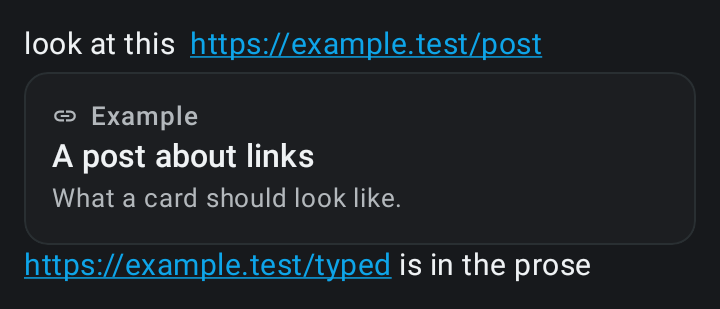 look at this https://example.test/post
Example
A post about links
What a card should look like.
https://example.test/typed is in the prose